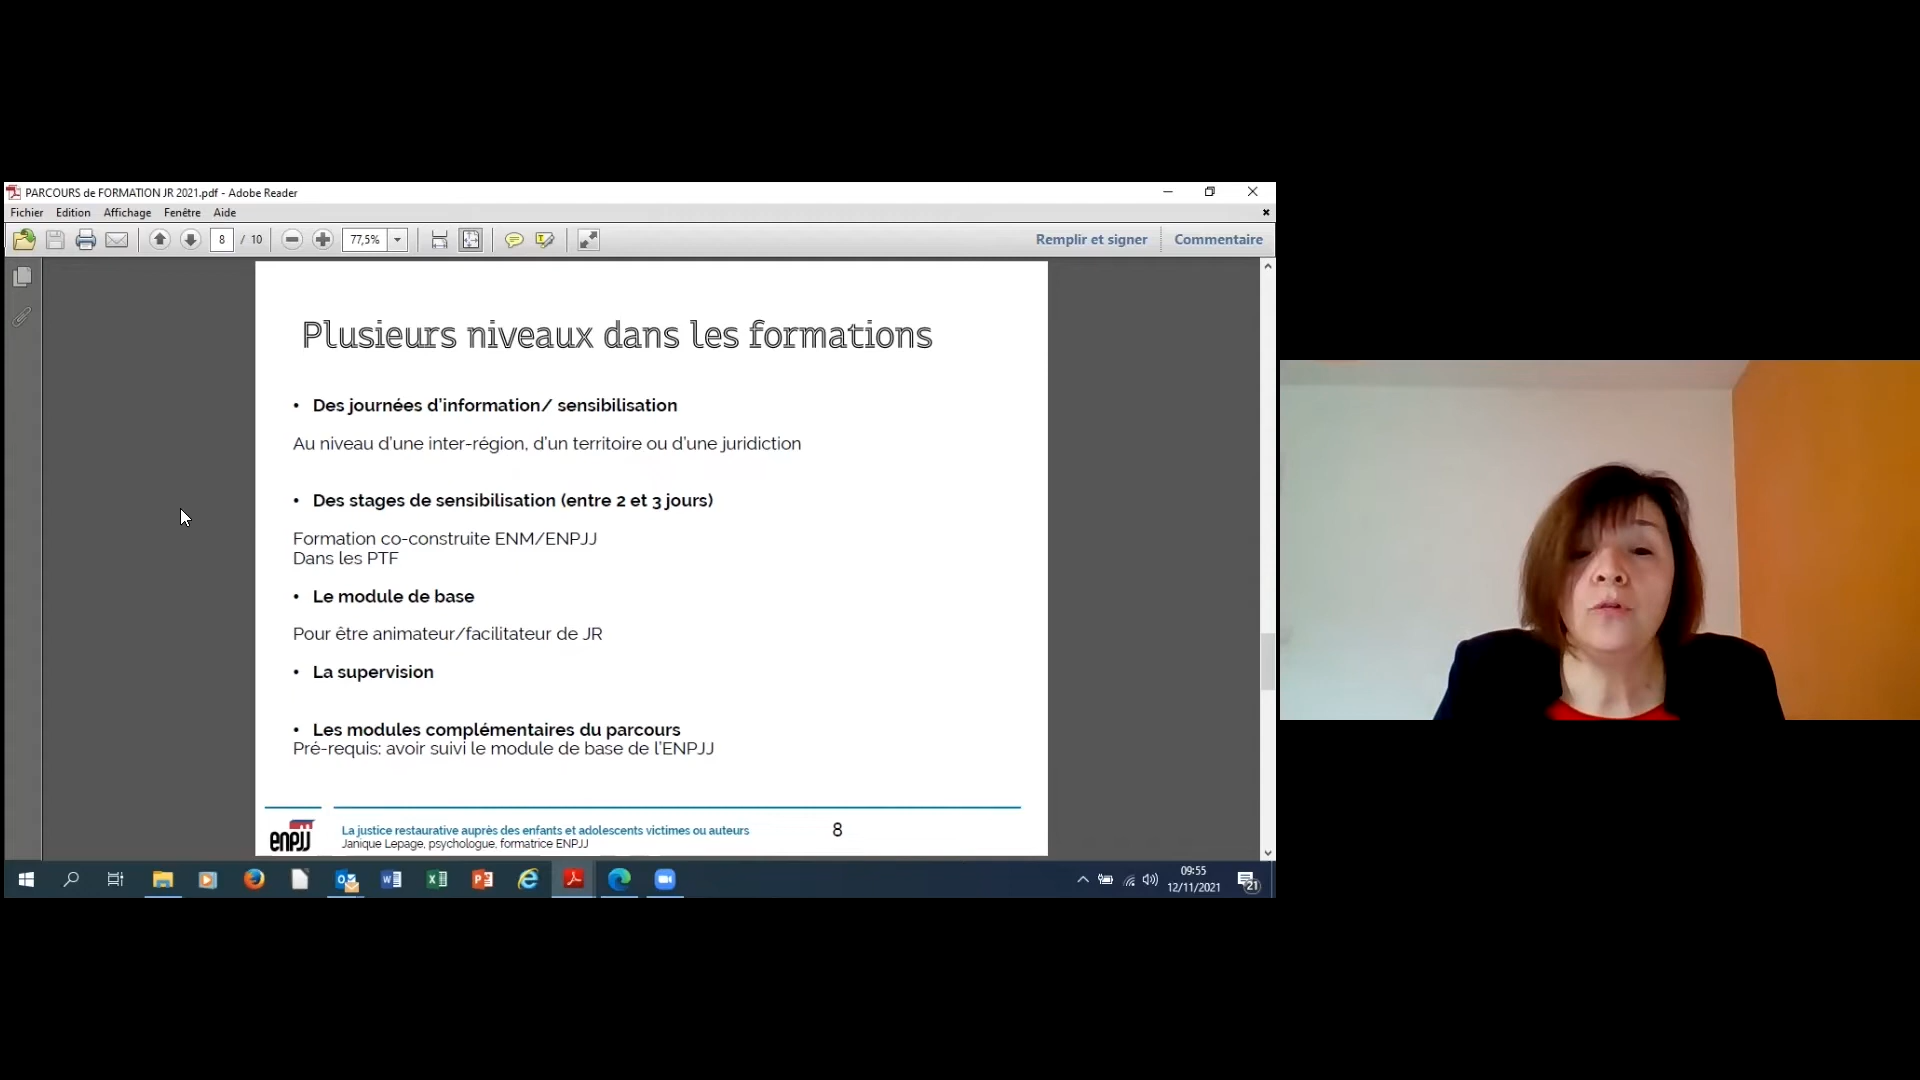 PARCOURS de FORMATION JR 2021.pdf - Adobe Reader
Fichier Edition Affichage Fenêtre Aide
8 / 10 77,5% Remplir et signer Commentaire
Plusieurs niveaux dans les formations
• Des journées d'information/ sensibilisation
Au niveau d'une inter-région, d'un territoire ou d'une juridiction
• Des stages de sensibilisation (entre 2 et 3 jours)
Formation co-construite ENM/ENPJJ
Dans les PTF
• Le module de base
Pour être animateur/facilitateur de JR
• La supervision
• Les modules complémentaires du parcours
Pré-requis: avoir suivi le module de base de l'ENPJJ
enpjj
La justice restaurative auprès des enfants et adolescents victimes ou auteurs
Janique Lepage, psychologue, formatrice ENPJJ
8
09:55
12/11/2021
21